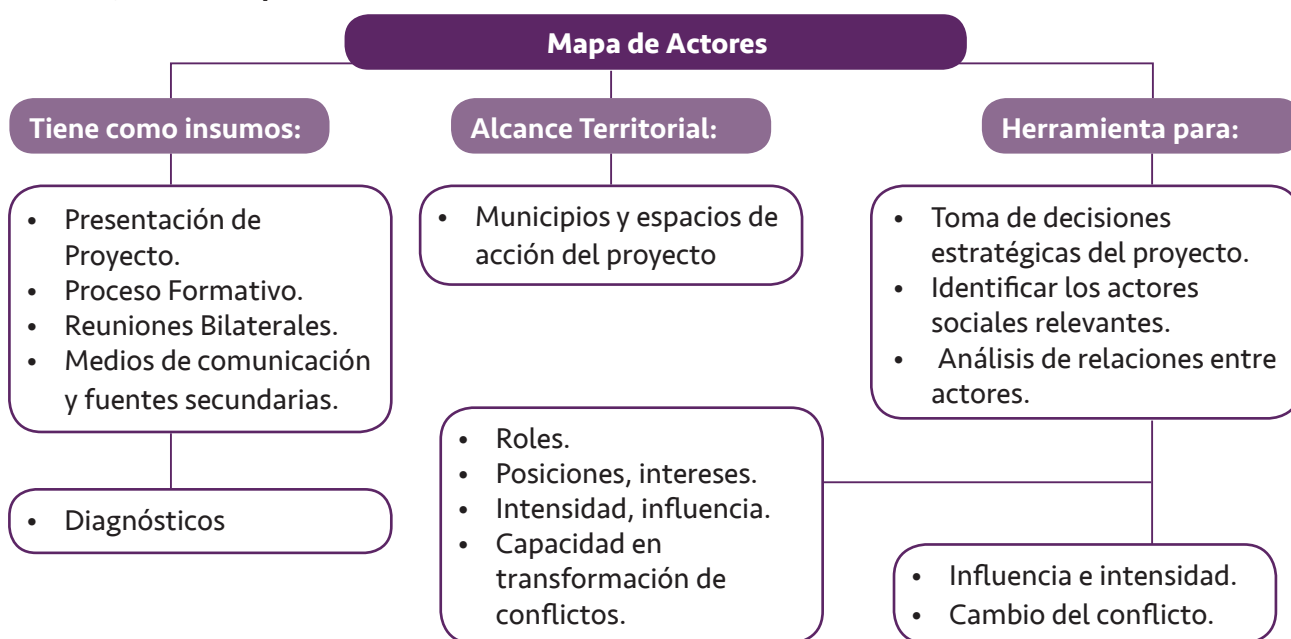 Mapa de Actores
Tiene como insumos:
• Presentación de
Proyecto.
• Proceso Formativo.
• Reuniones Bilaterales.
• Medios de comunicación
y fuentes secundarias.
• Diagnósticos
Alcance Territorial:
• Municipios y espacios de
acción del proyecto
Herramienta para:
• Toma de decisiones
estratégicas del proyecto.
• Identificar los actores
sociales relevantes.
• Análisis de relaciones entre
actores.
• Roles.
• Posiciones, intereses.
• Intensidad, influencia.
• Capacidad en
transformación de
conflictos.
• Influencia e intensidad.
• Cambio del conflicto.